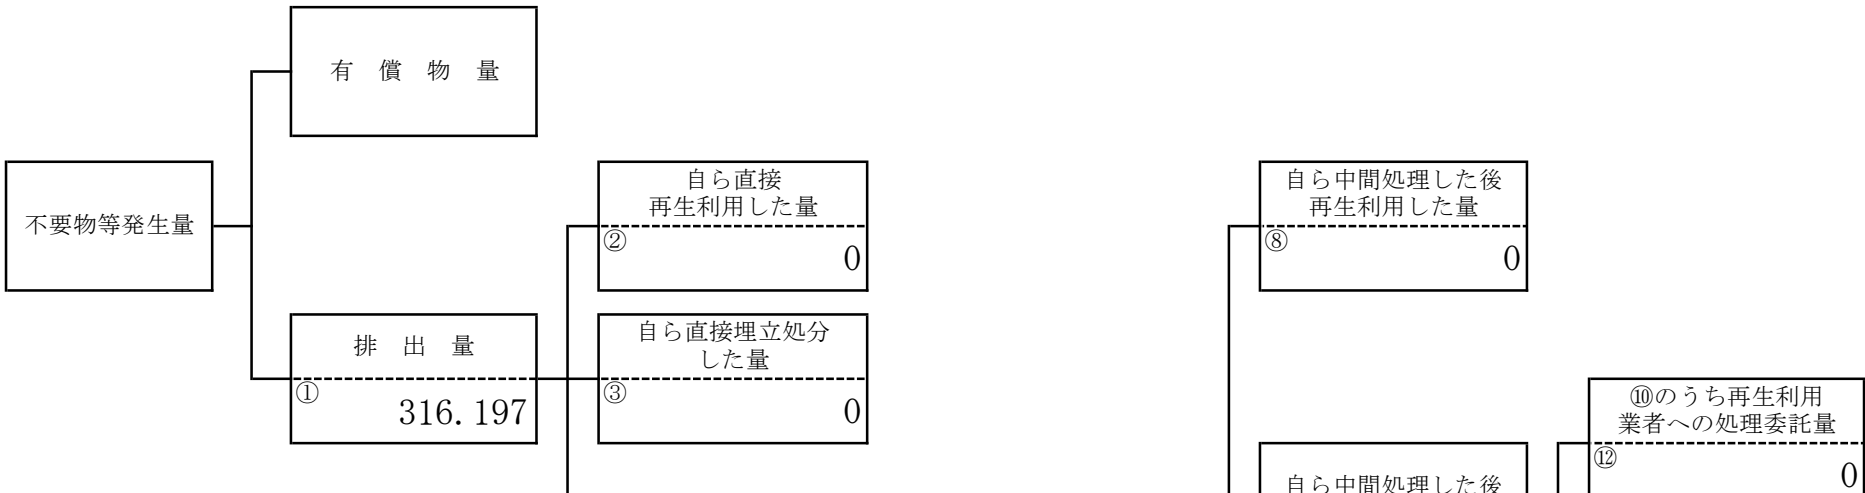 有 償 物 量
不要物等発生量
自ら直接
再生利用した量
②
0
自ら中間処理した後
再生利用した量
⑧
0
排 出 量
①
316.197
自ら直接埋立処分
した量
③
0
⑩のうち再生利用
業者への処理委託量
⑫
0
自ら中間処理した後